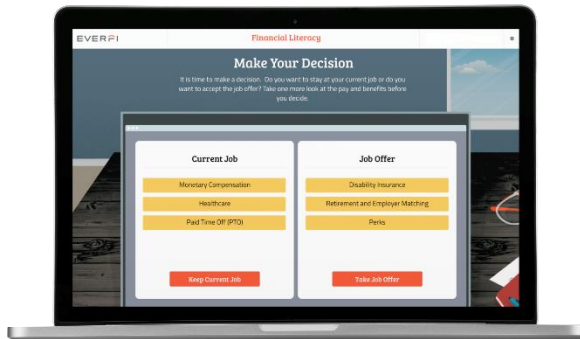 EVERFI
Financial Literacy
Make Your Decision
It is time to make a decision. Do you want to stay at your current job or do you
want to accept the job offer? Take one more look at the pay and benefits before
you decide.
Current Job
Monetary Compensation
Healthcare
Paid Time Off (PTO)
Keep Current Job
Job Offer
Disability Insurance
Retirement and Employer Matching
Perks
Take Job Offer